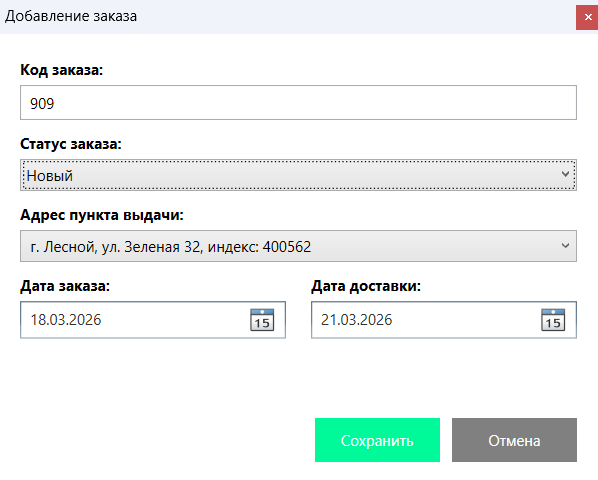 Добавление заказа
Код заказа:
909
Статус заказа:
Новый
Адрес пункта выдачи:
г. Лесной, ул. Зеленая 32, индекс: 400562
Дата заказа: Дата доставки:
18.03.2026 15 21.03.2026 15
Сохранить Отмена